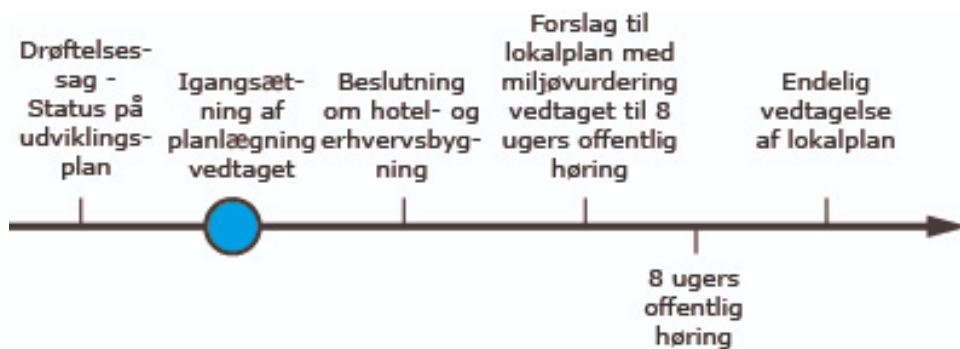 Drøftelses-
sag -
Status på
udviklings-
plan
Igangsæt-
ning af
planlægning
vedtaget
Beslutning
om hotel- og
erhvervsbyg-
ning
Forslag til
lokalplan med
miljøvurdering
vedtaget til 8
ugers offentlig
høring
8 ugers
offentlig
høring
Endelig
vedtagelse
af lokalplan